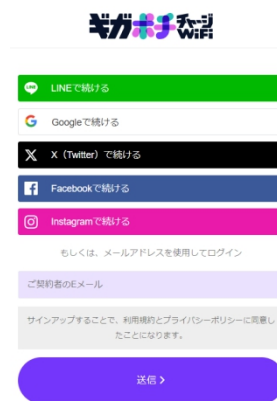 ギガポチチャージ
WiFi
LINEで続ける
Googleで続ける
X（Twitter）で続ける
Facebookで続ける
Instagramで続ける
もしくは、メールアドレスを使用してログイン
ご契約者のEメール
サインアップすることで、利用規約とプライバシーポリシーに同意し
たことになります。
送信 >